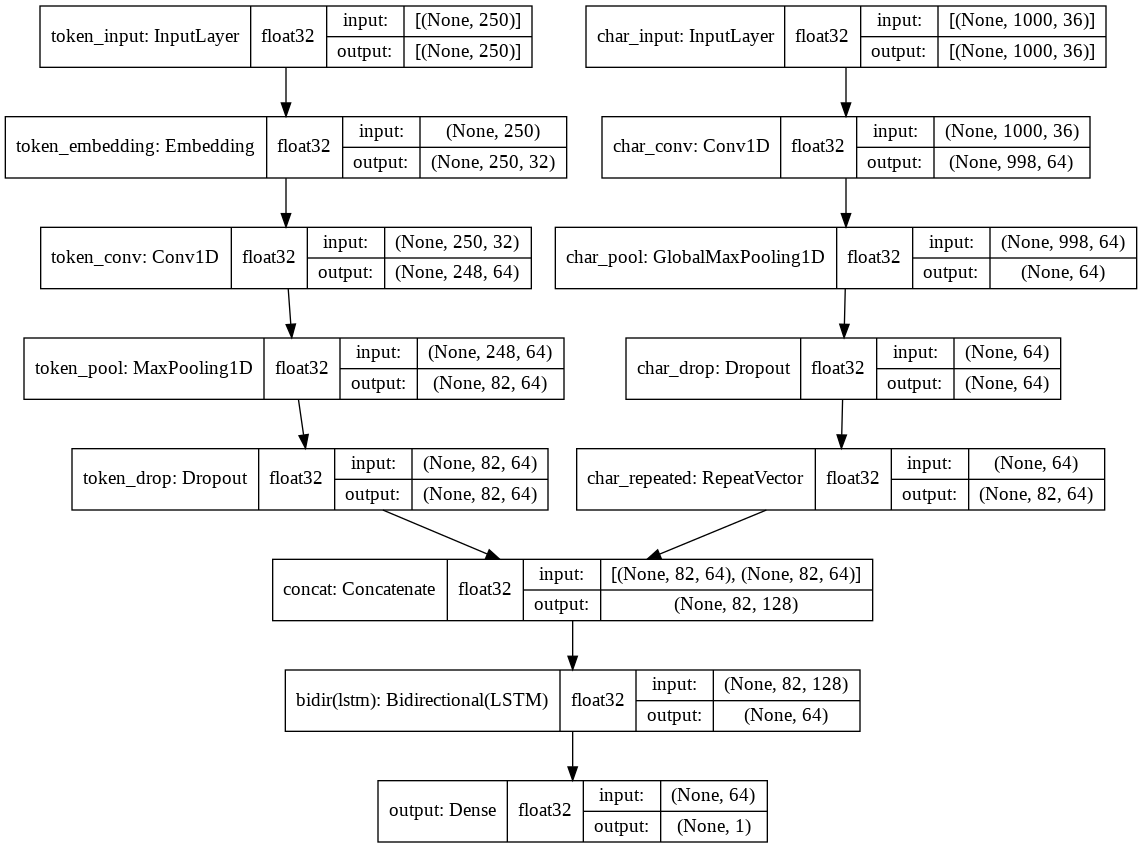 token_input: InputLayer float32 input: [(None, 250)]
output: [(None, 250)]
char_input: InputLayer float32 input: [(None, 1000, 36)]
output: [(None, 1000, 36)]
token_embedding: Embedding float32 input: (None, 250)
output: (None, 250, 32)
char_conv: Conv1D float32 input: (None, 1000, 36)
output: (None, 998, 64)
token_conv: Conv1D float32 input: (None, 250, 32)
output: (None, 248, 64)
char_pool: GlobalMaxPooling1D float32 input: (None, 998, 64)
output: (None, 64)
token_pool: MaxPooling1D float32 input: (None, 248, 64)
output: (None, 82, 64)
char_drop: Dropout float32 input: (None, 64)
output: (None, 64)
token_drop: Dropout float32 input: (None, 82, 64)
output: (None, 82, 64)
char_repeated: RepeatVector float32 input: (None, 64)
output: (None, 82, 64)
concat: Concatenate float32 input: [(None, 82, 64), (None, 82, 64)]
output: (None, 82, 128)
bidir(lstm): Bidirectional(LSTM) float32 input: (None, 82, 128)
output: (None, 64)
output: Dense float32 input: (None, 64)
output: (None, 1)